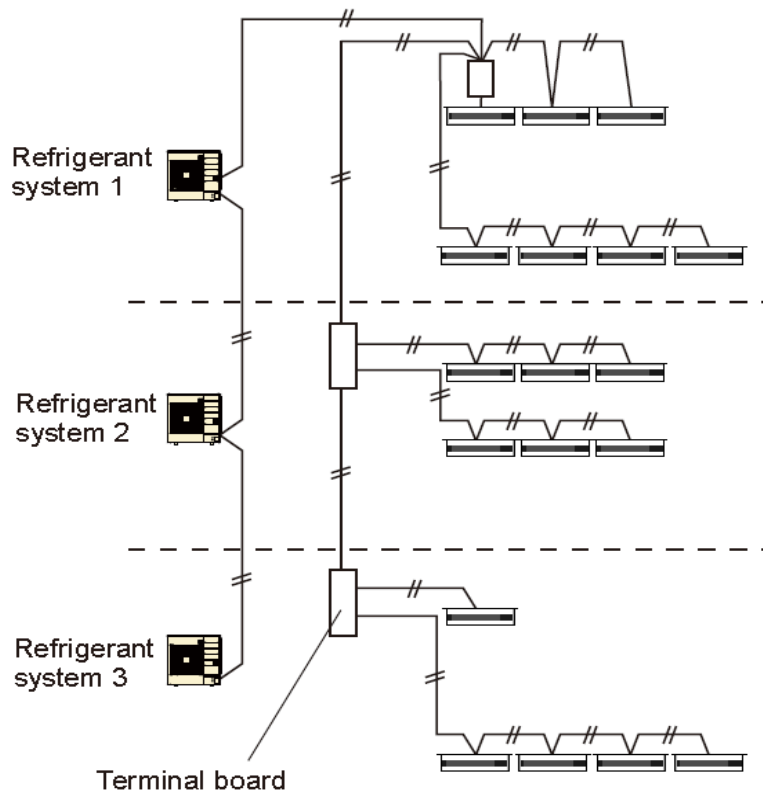 Refrigerant
system 1
Refrigerant
system 2
Refrigerant
system 3
Terminal board